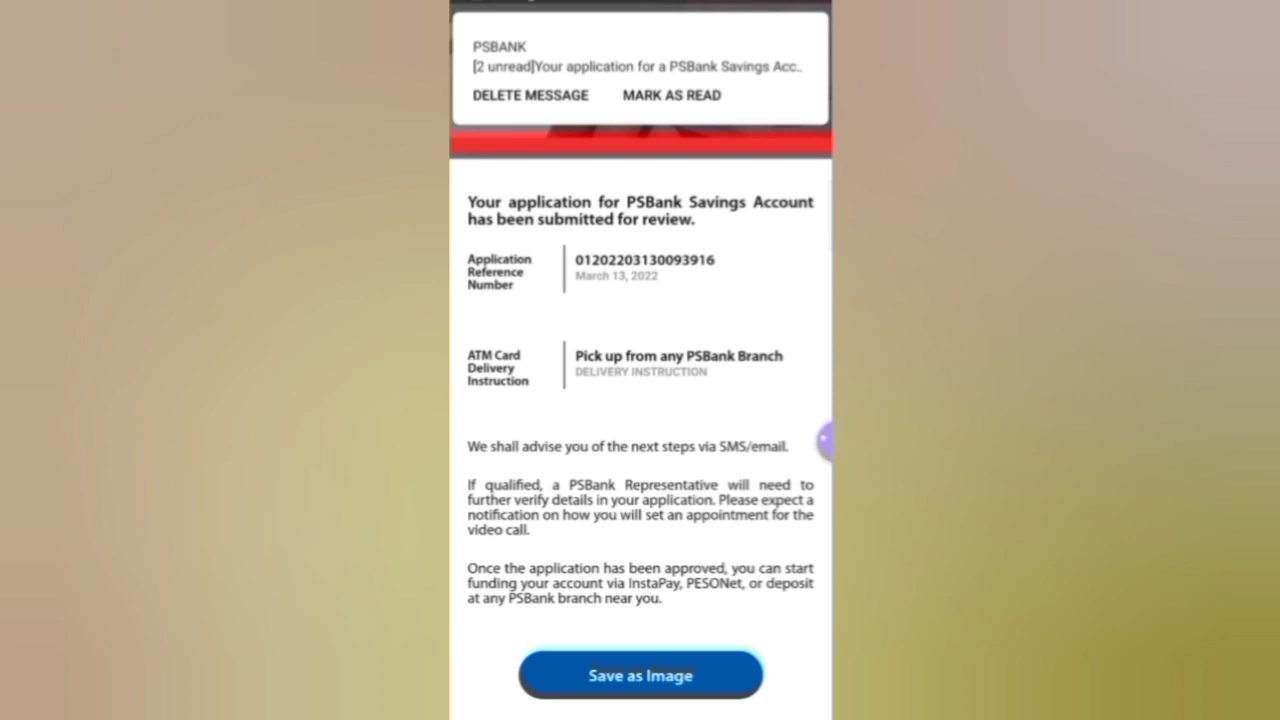 PSBANK
[2 unread]Your application for a PSBank Savings Acc..
DELETE MESSAGE MARK AS READ
Your application for PSBank Savings Account
has been submitted for review.
Application
Reference
Number
01202203130093916
March 13, 2022
ATM Card
Delivery
Instruction
Pick up from any PSBank Branch
DELIVERY INSTRUCTION
We shall advise you of the next steps via SMS/email.
If qualified, a PSBank Representative will need to
further verify details in your application. Please expect a
notification on how you will set an appointment for the
video call.
Once the application has been approved, you can start
funding your account via InstaPay, PESONet, or deposit
at any PSBank branch near you.
Save as Image